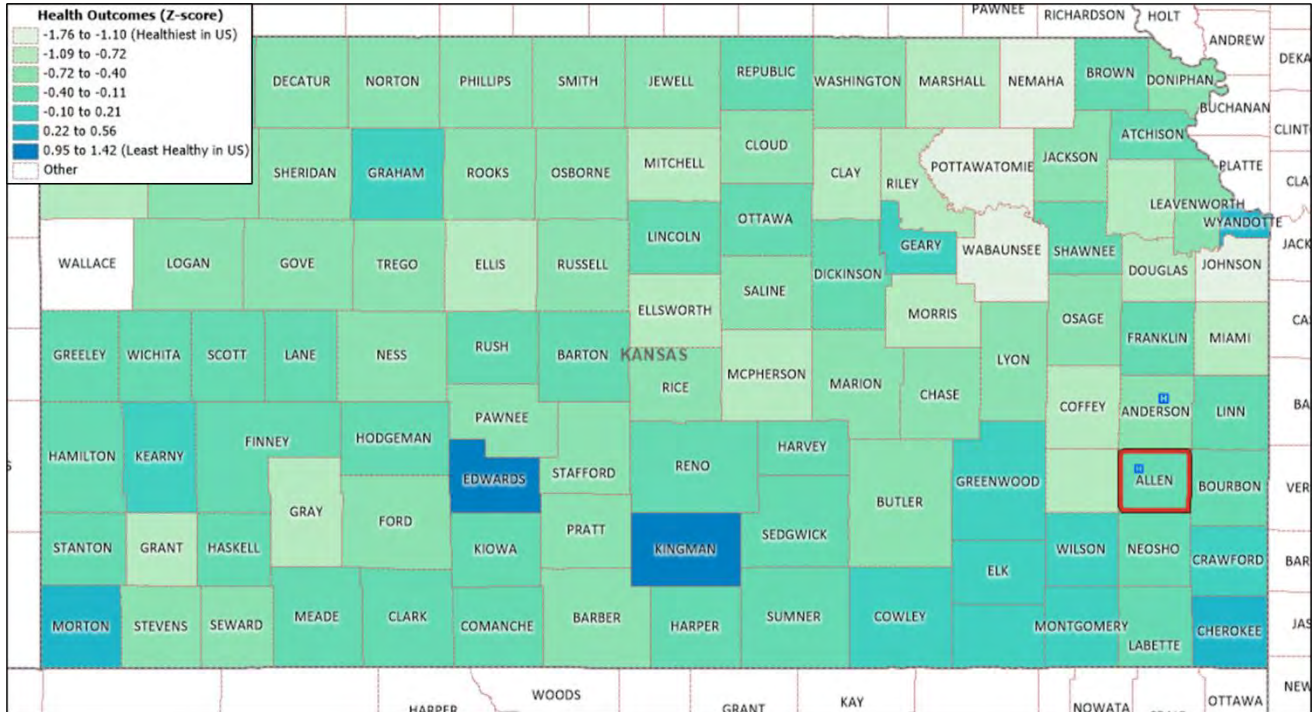 Health Outcomes (Z-score)
-1.76 to -1.10 (Healthiest in US)
-1.09 to -0.72
-0.72 to -0.40
-0.40 to -0.11
-0.10 to 0.21
0.22 to 0.56
0.95 to 1.42 (Least Healthy in US)
Other
PAWNEE RICHARDSON HOLT
ANDREW
DEKA
DECATUR NORTON PHILLIPS SMITH JEWELL REPUBLIC WASHINGTON MARSHALL NEMAHA BROWN DONIPHAN
BUCHANAN
CLINT
SHERIDAN GRAHAM ROOKS OSBORNE MITCHELL CLOUD CLAY RILEY POTTAWATOMIE JACKSON ATCHISON PLATTE
CLA
LEAVENWORTH
WYANDOTTE
WALLACE LOGAN GOVE TREGO ELLIS RUSSELL LINCOLN OTTAWA DICKINSON GEARY WABAUNSEE SHAWNEE DOUGLAS JOHNSON JACK
ELLSWORTH SALINE MORRIS OSAGE CA
GREELEY WICHITA SCOTT LANE NESS RUSH BARTON KANSAS RICE MCPHERSON MARION CHASE LYON FRANKLIN MIAMI
COFFEY H ANDERSON LINN BA
HAMILTON KEARNY FINNEY HODGEMAN PAWNEE STAFFORD RENO HARVEY
EDWARDS BUTLER GREENWOOD H ALLEN BOURBON VER
GRAY FORD PRATT
STANTON GRANT HASKELL KIOWA KINGMAN SEDGWICK ELK WILSON NEOSHO CRAWFORD BAR
MORTON STEVENS SEWARD MEADE CLARK COMANCHE BARBER HARPER SUMNER COWLEY MONTGOMERY LABETTE CHEROKEE JAS
WOODS NEW
HARPER GRANT KAY NOWATA OTTAWA